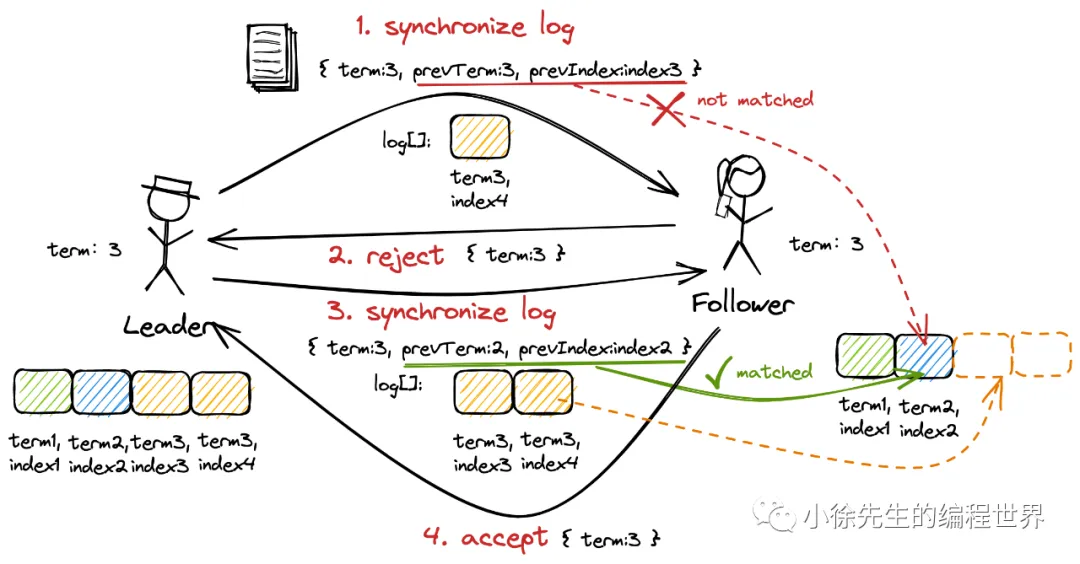 1. synchronize log
{ term:3, prevTerm:3, prevIndex:index3 }
not matched
log[]:
term3,
index4
term: 3
2. reject { term:3 }
term: 3
3. synchronize log
Leader
Follower
{ term:3, prevTerm:2, prevIndex:index2 }
log[]:
matched
term1, term2, term3, term3,
index1 index2 index3 index4
term3, term3,
index3 index4
term1, term2,
index1 index2
4. accept { term:3 }
小徐先生的编程世界